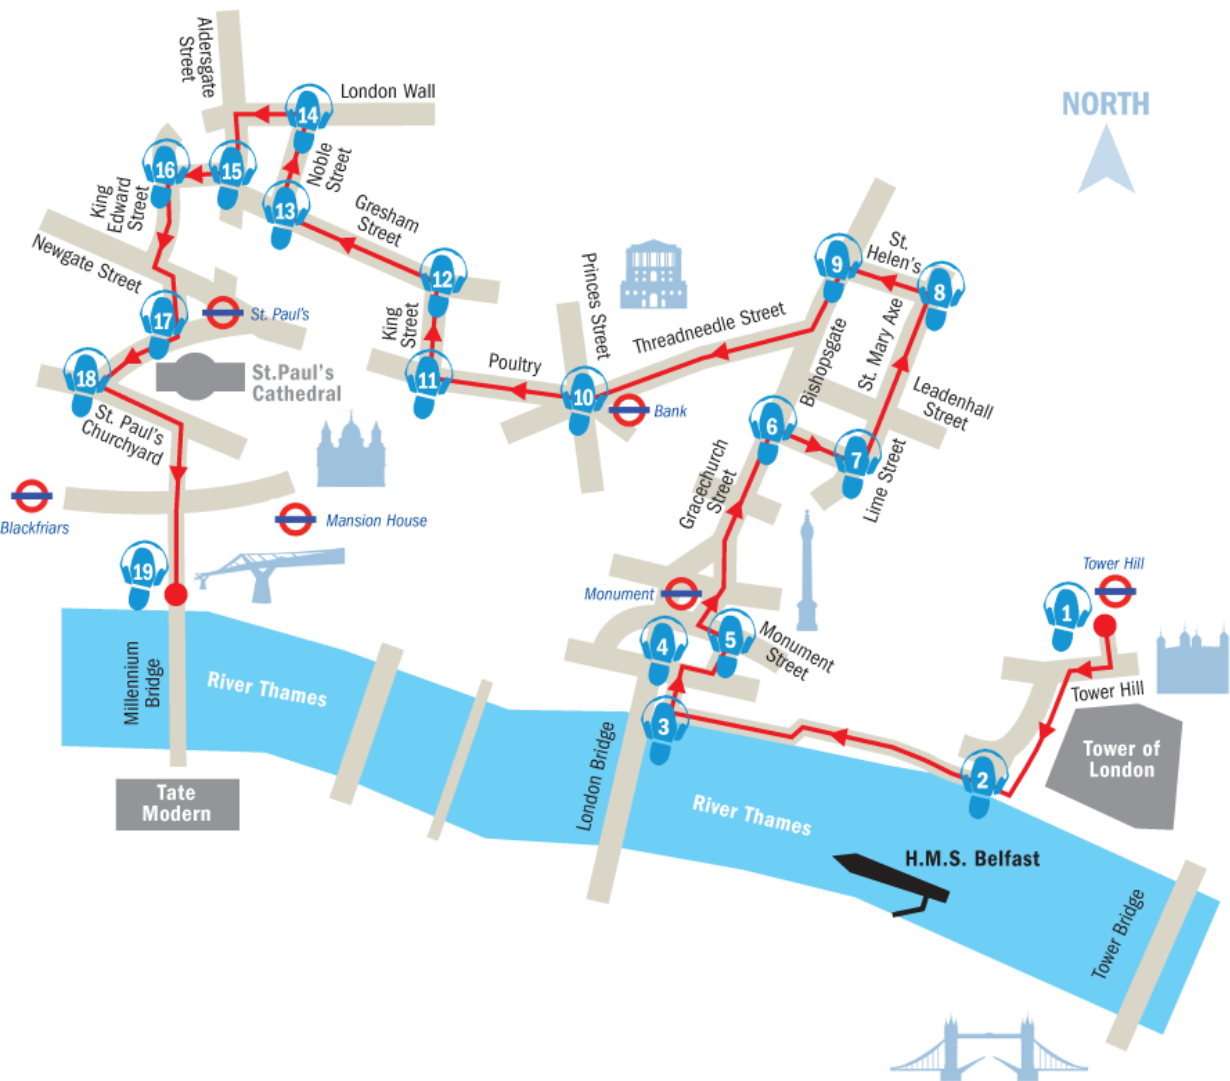 Aldersgate
Street
London Wall
NORTH
14
16
15
Noble
Street
King
Edward
Street
13
Gresham
Street
Newgate Street
12
9
St.
Helen's
8
Princes Street
17
St. Paul's
King
Street
Threadneedle Street
St. Mary Axe
Bishopsgate
18
St.Paul's
Cathedral
11
Poultry
10
Bank
Leadenhall
Street
St. Paul's
Churchyard
6
7
Gracechurch
Street
Lime Street
Blackfriars
Mansion House
19
Monument
Tower Hill
1
4
5
Monument
Street
Millennium
Bridge
River Thames
3
Tower Hill
London Bridge
2
Tower of
London
Tate
Modern
River Thames
H.M.S. Belfast
Tower Bridge